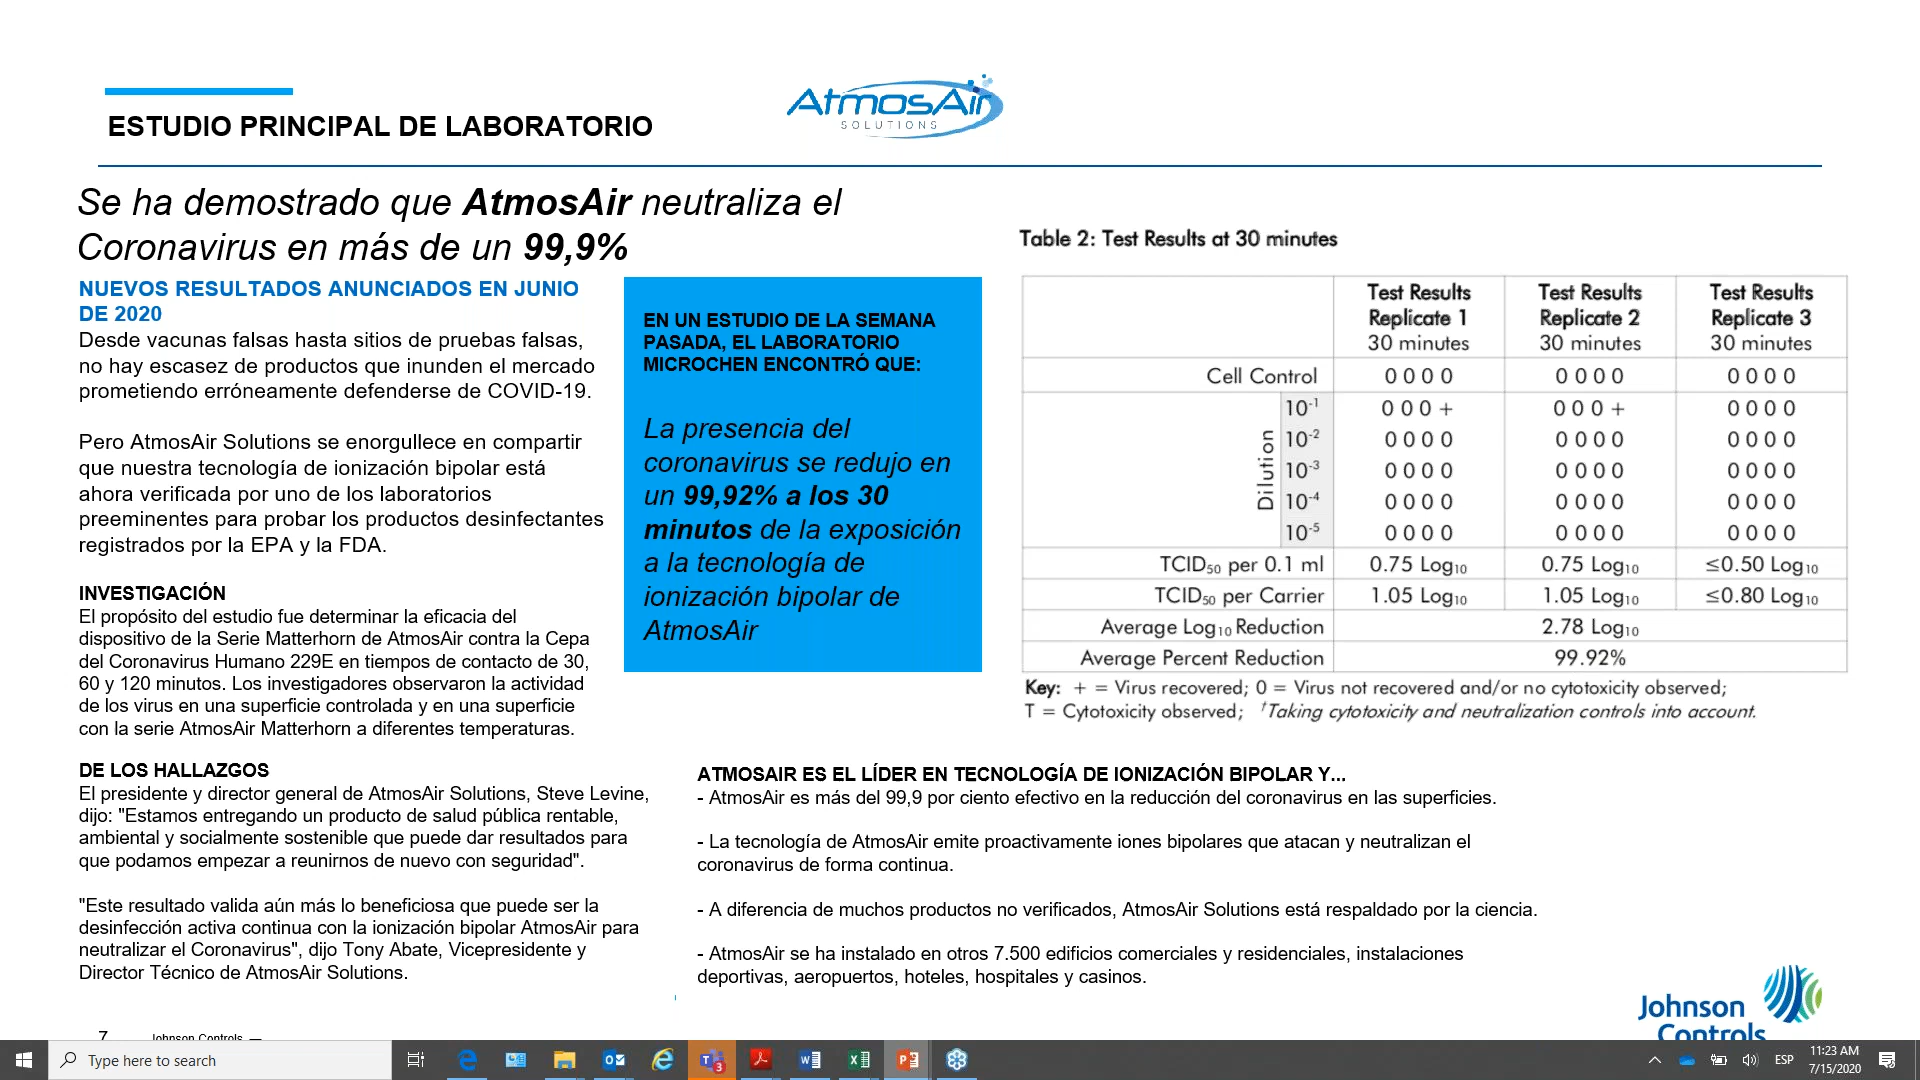 AtmosAir
SOLUTIONS
ESTUDIO PRINCIPAL DE LABORATORIO
Se ha demostrado que AtmosAir neutraliza el
Coronavirus en más de un 99,9%
NUEVOS RESULTADOS ANUNCIADOS EN JUNIO
DE 2020
Desde vacunas falsas hasta sitios de pruebas falsas,
no hay escasez de productos que inunden el mercado
prometiendo erróneamente defenderse de COVID-19.
Pero AtmosAir Solutions se enorgullece en compartir
que nuestra tecnología de ionización bipolar está
ahora verificada por uno de los laboratorios
preeminentes para probar los productos desinfectantes
registrados por la EPA y la FDA.
INVESTIGACIÓN
El propósito del estudio fue determinar la eficacia del
dispositivo de la Serie Matterhorn de AtmosAir contra la Cepa
del Coronavirus Humano 229E en tiempos de contacto de 30,
60 y 120 minutos. Los investigadores observaron la actividad
de los virus en una superficie controlada y en una superficie
con la serie AtmosAir Matterhorn a diferentes temperaturas.
DE LOS HALLAZGOS
El presidente y director general de AtmosAir Solutions, Steve Levine,
dijo: "Estamos entregando un producto de salud pública rentable,
ambiental y socialmente sostenible que puede dar resultados para
que podamos empezar a reunirnos de nuevo con seguridad".
"Este resultado valida aún más lo beneficiosa que puede ser la
desinfección activa continua con la ionización bipolar AtmosAir para
neutralizar el Coronavirus", dijo Tony Abate, Vicepresidente y
Director Técnico de AtmosAir Solutions.
EN UN ESTUDIO DE LA SEMANA
PASADA, EL LABORATORIO
MICROCHEN ENCONTRÓ QUE:
La presencia del
coronavirus se redujo en
un 99,92% a los 30
minutos de la exposición
a la tecnología de
ionización bipolar de
AtmosAir
Table 2: Test Results at 30 minutes
Test Results Test Results Test Results
Replicate 1 Replicate 2 Replicate 3
30 minutes 30 minutes 30 minutes
Cell Control 0 0 0 0 0 0 0 0 0 0 0 0
Dilution
10-1 0 0 0 + 0 0 0 + 0 0 0 0
10-2 0 0 0 0 0 0 0 0 0 0 0 0
10-3 0 0 0 0 0 0 0 0 0 0 0 0
10-4 0 0 0 0 0 0 0 0 0 0 0 0
10-5 0 0 0 0 0 0 0 0 0 0 0 0
TCID50 per 0.1 ml 0.75 Log10 0.75 Log10 ≤0.50 Log10
TCID50 per Carrier 1.05 Log10 1.05 Log10 ≤0.80 Log10
Average Log10 Reduction 2.78 Log10
Average Percent Reduction 99.92%
Key: + = Virus recovered; 0 = Virus not recovered and/or no cytotoxicity observed;
T = Cytotoxicity observed; †Taking cytotoxicity and neutralization controls into account.
ATMOSAIR ES EL LÍDER EN TECNOLOGÍA DE IONIZACIÓN BIPOLAR Y...
- AtmosAir es más del 99,9 por ciento efectivo en la reducción del coronavirus en las superficies.
- La tecnología de AtmosAir emite proactivamente iones bipolares que atacan y neutralizan el
coronavirus de forma continua.
- A diferencia de muchos productos no verificados, AtmosAir Solutions está respaldado por la ciencia.
- AtmosAir se ha instalado en otros 7.500 edificios comerciales y residenciales, instalaciones
deportivas, aeropuertos, hoteles, hospitales y casinos.
Johnson
Controls
7 Johnson Controls —
Type here to search
3
ESP
11:23 AM
7/15/2020